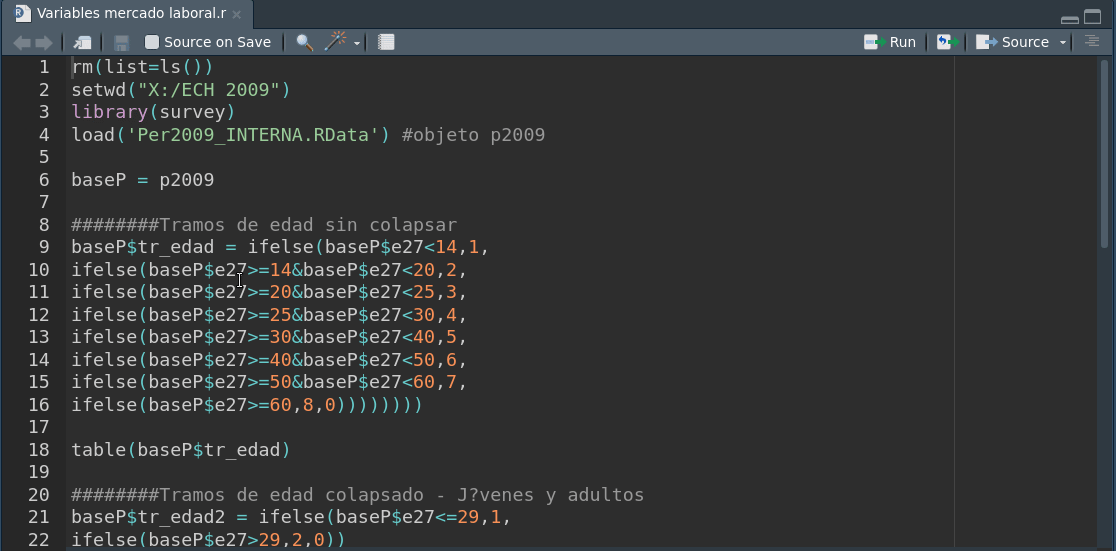 Variables mercado laboral.r
Source on Save Run Source
1 rm(list=ls())
2 setwd("X:/ECH 2009")
3 library(survey)
4 load('Per2009_INTERNA.RData') #objeto p2009
5
6 baseP = p2009
7
8 ########Tramos de edad sin colapsar
9 baseP$tr_edad = ifelse(baseP$e27<14,1,
10 ifelse(baseP$e27>=14&baseP$e27<20,2,
11 ifelse(baseP$e27>=20&baseP$e27<25,3,
12 ifelse(baseP$e27>=25&baseP$e27<30,4,
13 ifelse(baseP$e27>=30&baseP$e27<40,5,
14 ifelse(baseP$e27>=40&baseP$e27<50,6,
15 ifelse(baseP$e27>=50&baseP$e27<60,7,
16 ifelse(baseP$e27>=60,8,0))))))))
17
18 table(baseP$tr_edad)
19
20 ########Tramos de edad colapsado - J?venes y adultos
21 baseP$tr_edad2 = ifelse(baseP$e27<=29,1,
22 ifelse(baseP$e27>29,2,0))